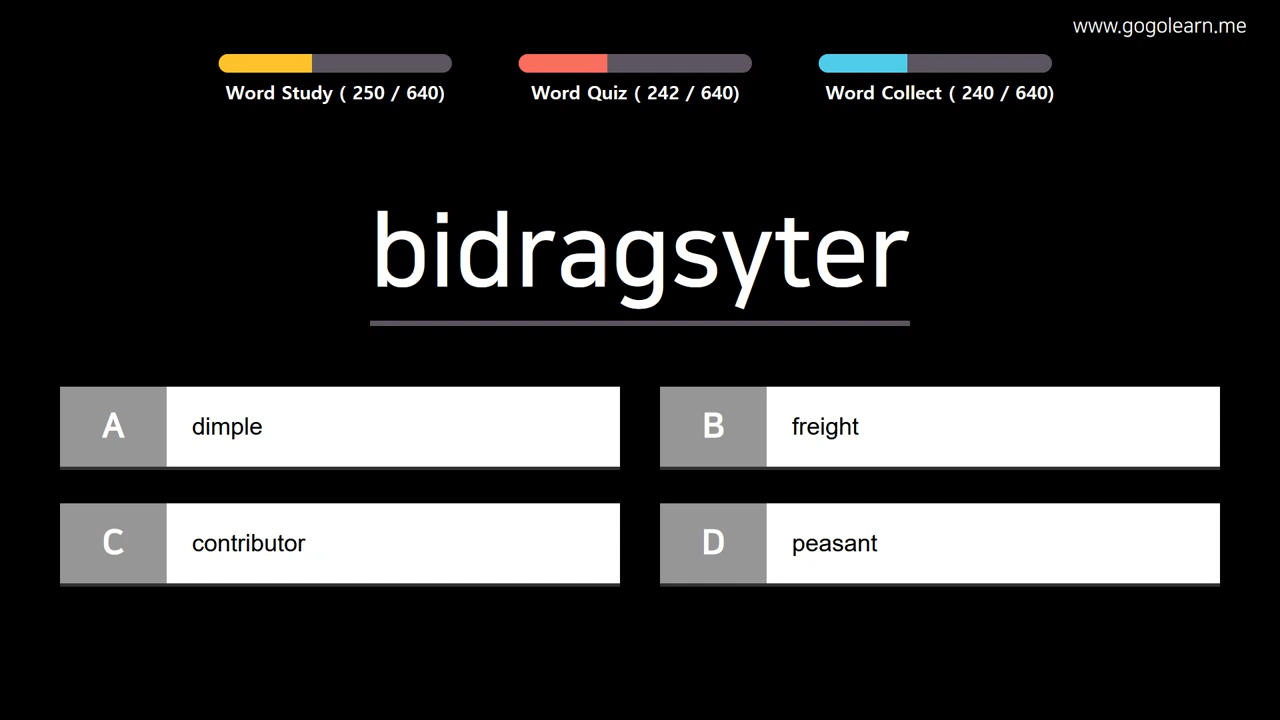 www.gogolearn.me
Word Study ( 250 / 640)
Word Quiz ( 242 / 640)
Word Collect ( 240 / 640)
bidragsyter
A dimple
B freight
C contributor
D peasant